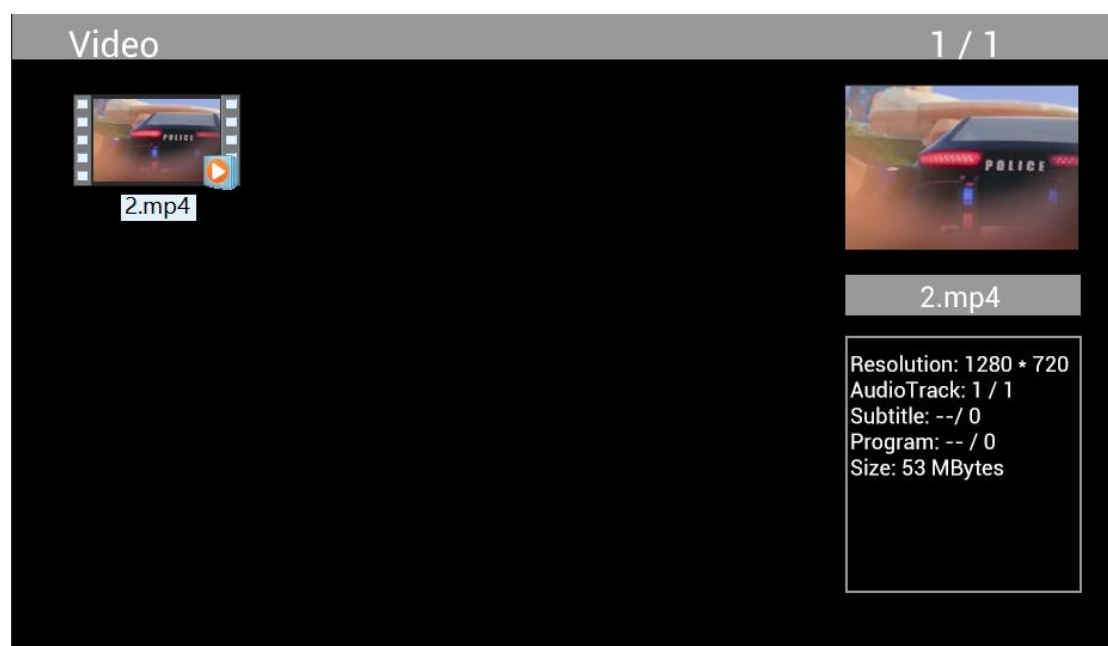 Video
1 / 1
POLICE
2.mp4
POLICE
2.mp4
Resolution: 1280 * 720
AudioTrack: 1 / 1
Subtitle: --/ 0
Program: -- / 0
Size: 53 MBytes